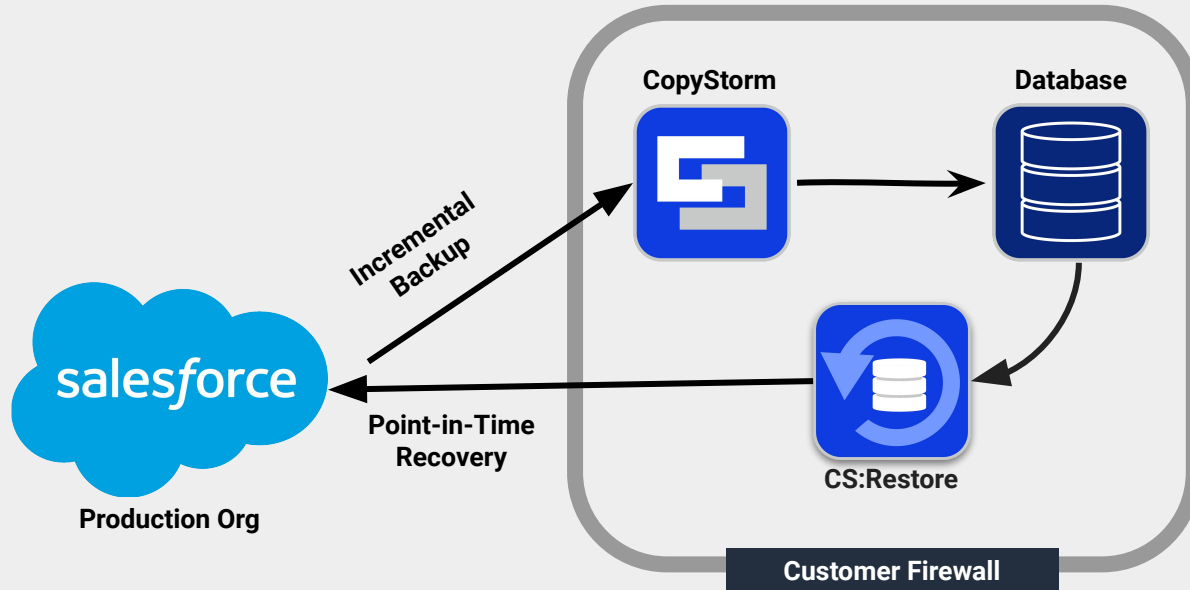 CopyStorm
Database
Incremental
Backup
salesforce
Point-in-Time
Recovery
CS:Restore
Production Org
Customer Firewall